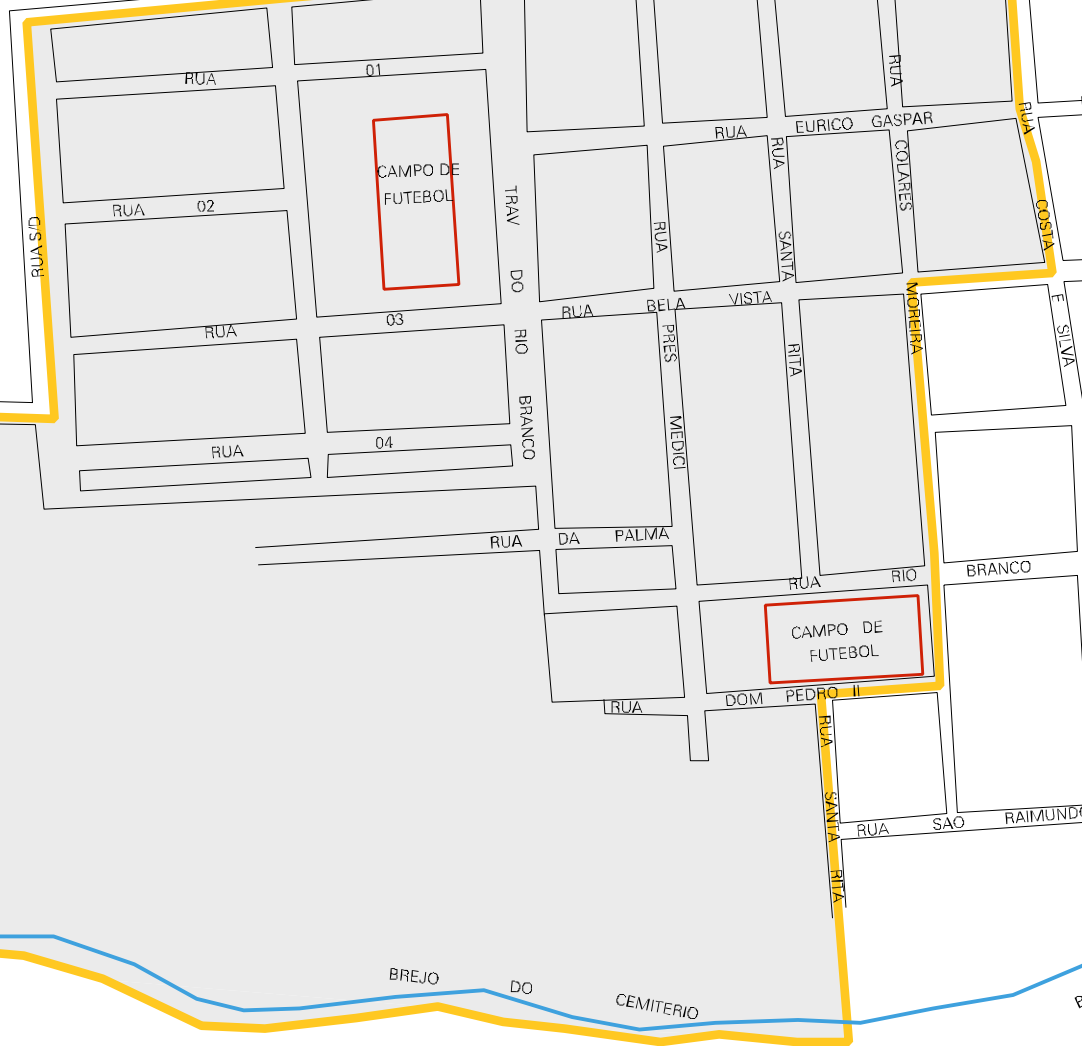 RUA 01
RUA
RUA EURICO GASPAR
RUA
CAMPO DE
FUTEBOL
RUA SANTA RITA
COLARES
RUA 02
TRAV DO RIO BRANCO
RUA S/D
RUA PRES MEDICI
COSTA
E SILVA
RUA BELA VISTA
RUA 03
MOREIRA
RUA 04
RUA DA PALMA
RUA RIO BRANCO
CAMPO DE
FUTEBOL
RUA DOM PEDRO II
RUA SANTA RITA
RUA SAO RAIMUNDO
BREJO DO CEMITERIO